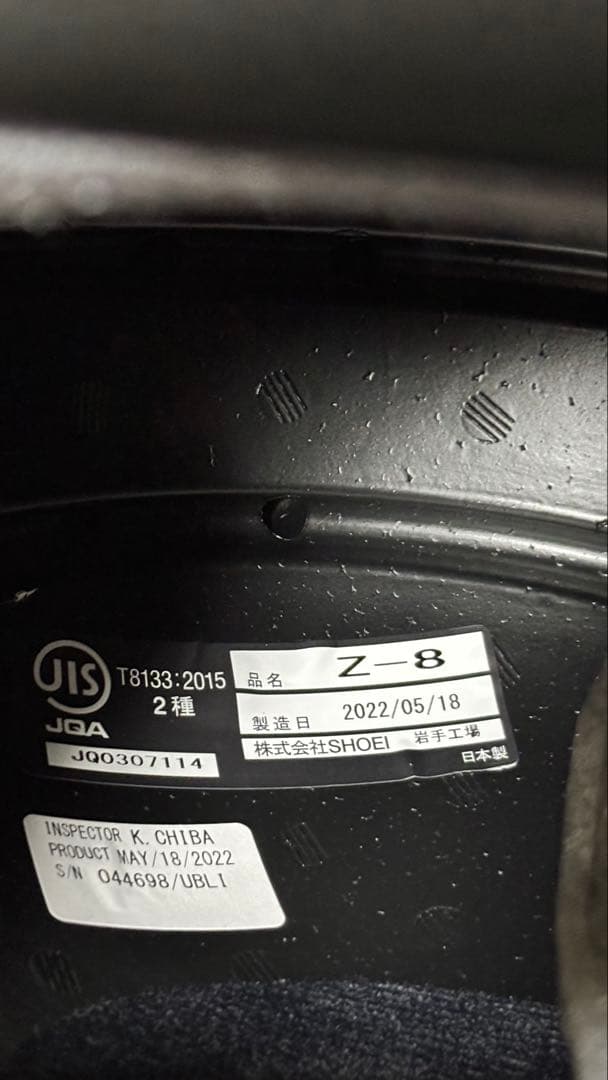 JIS
T8133:2015
2種
JQA
JQ0307114
品名 Z-8
製造日 2022/05/18
株式会社SHOEI 岩手工場
日本製
INSPECTOR K. CHIBA
PRODUCT MAY/18/2022
S/N 044698/UBLI